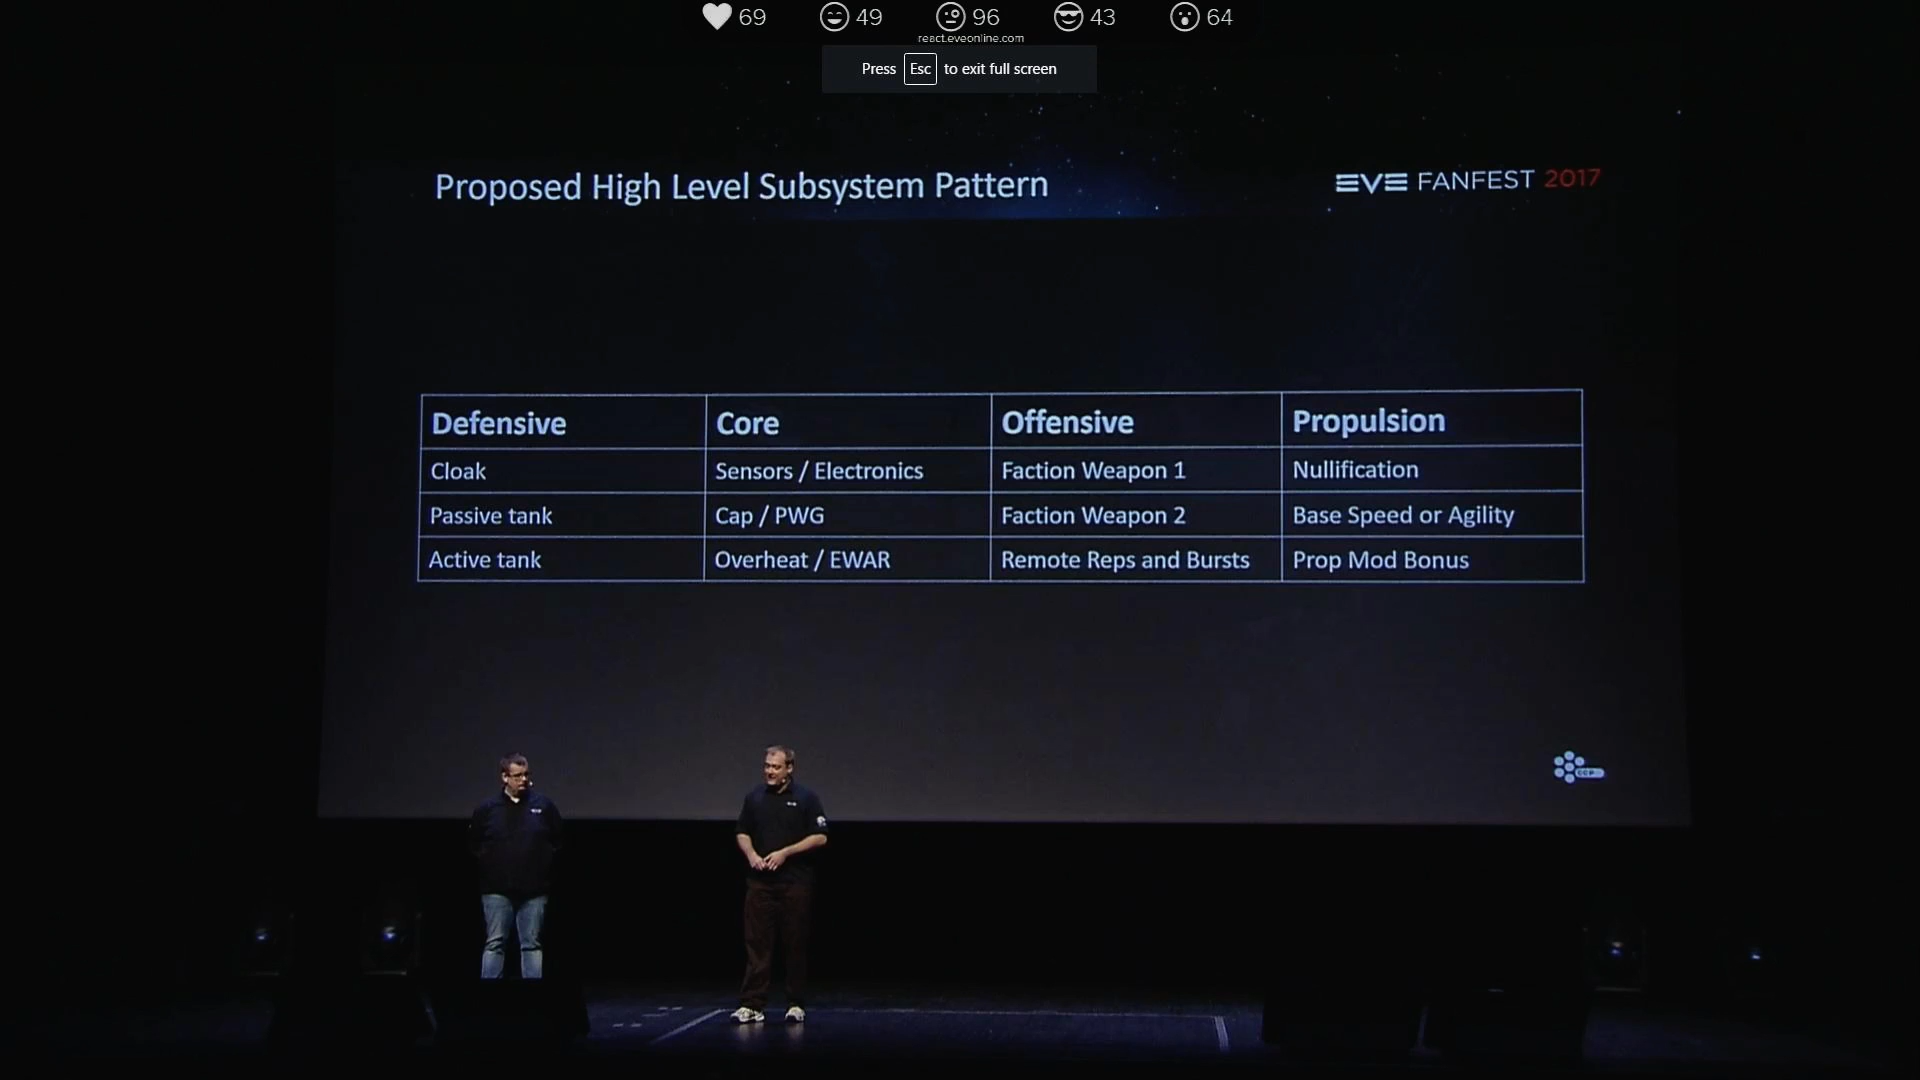 69 49 96 43 64
react.eveonline.com
Press Esc to exit full screen
Proposed High Level Subsystem Pattern
EVE FANFEST 2017
Defensive Core Offensive Propulsion
Cloak Sensors / Electronics Faction Weapon 1 Nullification
Passive tank Cap / PWG Faction Weapon 2 Base Speed or Agility
Active tank Overheat / EWAR Remote Reps and Bursts Prop Mod Bonus
CCP